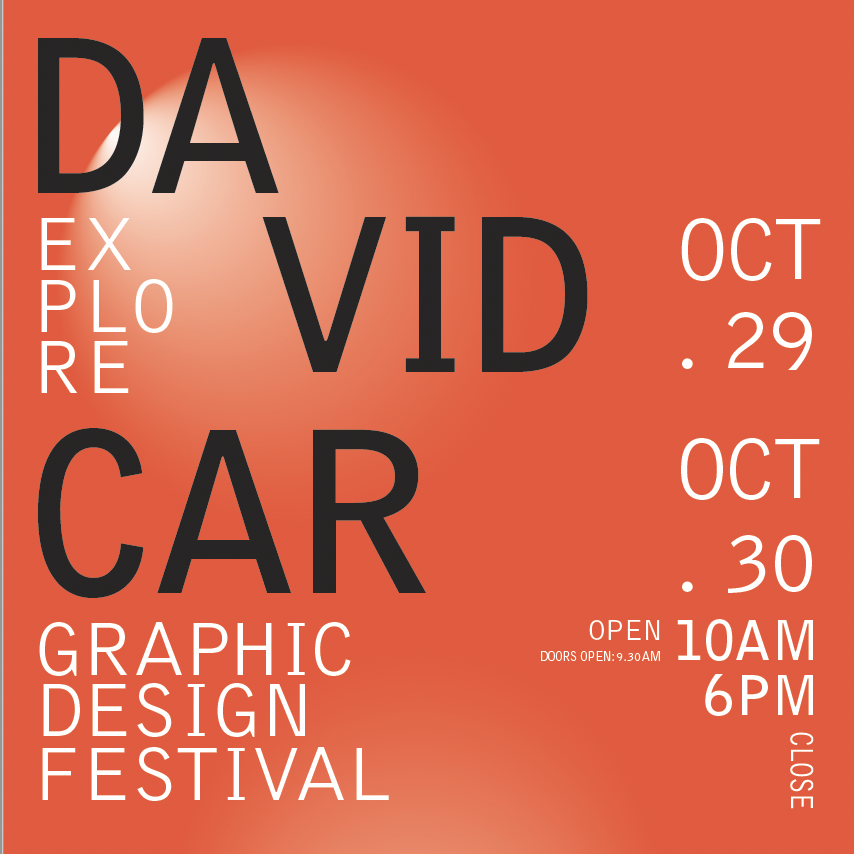 DA
VID
CAR
EX
PLO
RE
GRAPHIC
DESIGN
FESTIVAL
OCT
. 29
OCT
. 30
OPEN 10AM
DOORS OPEN: 9.30AM
6PM
CLOSE